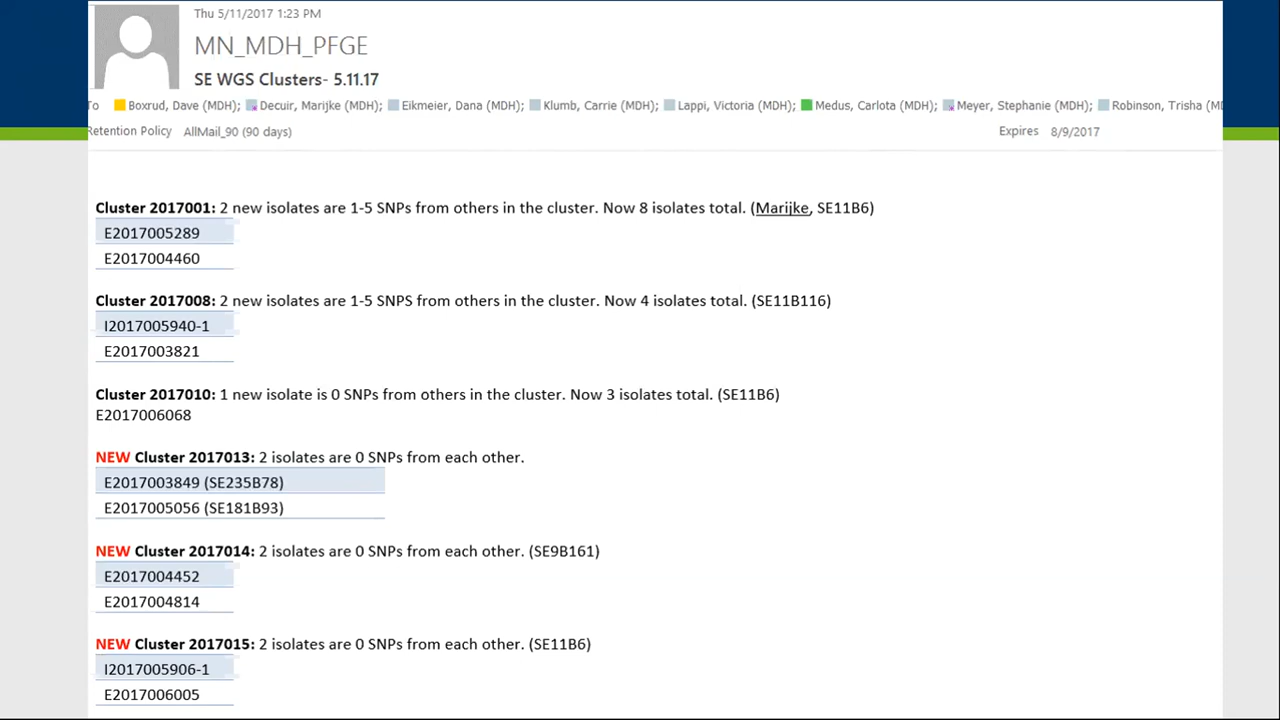 Thu 5/11/2017 1:23 PM
MN_MDH_PFGE
SE WGS Clusters- 5.11.17
To Boxrud, Dave (MDH); Decuir, Marijke (MDH); Eikmeier, Dana (MDH); Klumb, Carrie (MDH); Lappi, Victoria (MDH); Medus, Carlota (MDH); Meyer, Stephanie (MDH); Robinson, Trisha (MD
Retention Policy AllMail_90 (90 days) Expires 8/9/2017
Cluster 2017001: 2 new isolates are 1-5 SNPs from others in the cluster. Now 8 isolates total. (Marijke, SE11B6)
E2017005289
E2017004460
Cluster 2017008: 2 new isolates are 1-5 SNPS from others in the cluster. Now 4 isolates total. (SE11B116)
I2017005940-1
E2017003821
Cluster 2017010: 1 new isolate is 0 SNPs from others in the cluster. Now 3 isolates total. (SE11B6)
E2017006068
NEW Cluster 2017013: 2 isolates are 0 SNPs from each other.
E2017003849 (SE235B78)
E2017005056 (SE181B93)
NEW Cluster 2017014: 2 isolates are 0 SNPs from each other. (SE9B161)
E2017004452
E2017004814
NEW Cluster 2017015: 2 isolates are 0 SNPs from each other. (SE11B6)
I2017005906-1
E2017006005